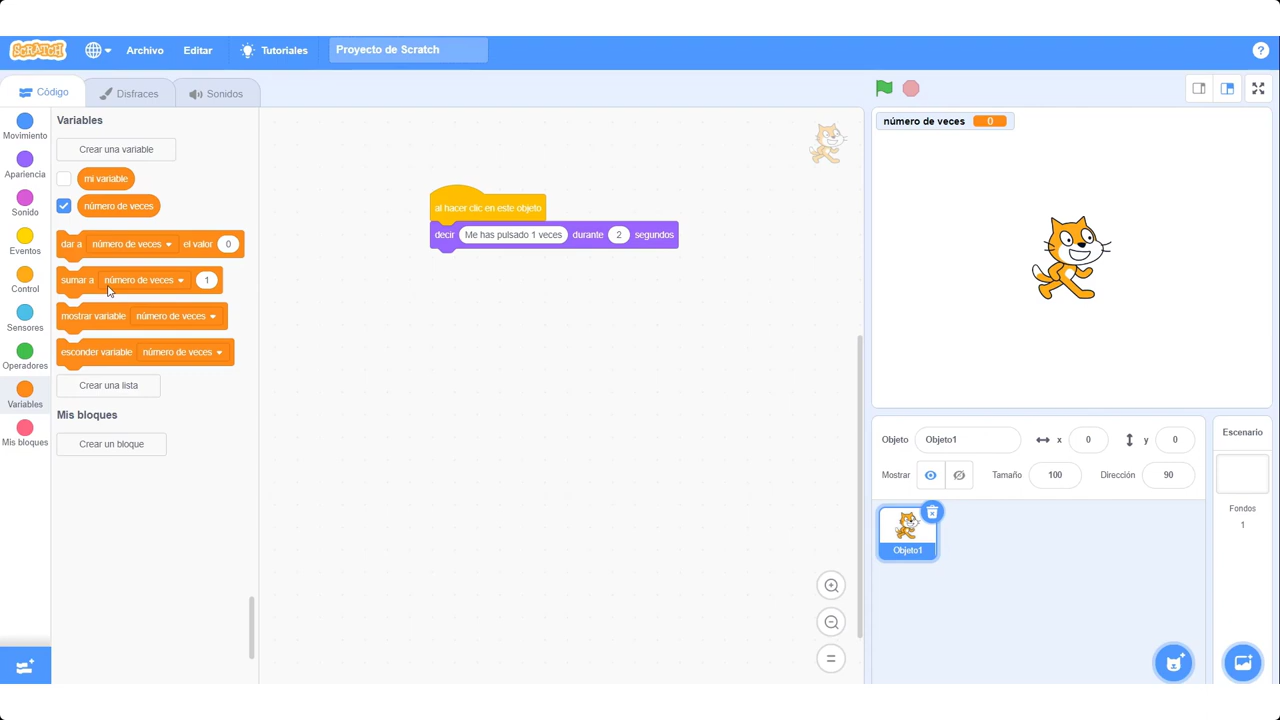 SCRATCH
Archivo
Editar
Tutoriales
Proyecto de Scratch
?
Código
Disfraces
Sonidos
Movimiento
Apariencia
Sonido
Eventos
Control
Sensores
Operadores
Variables
Mis bloques
Variables
Crear una variable
mi variable
número de veces
dar a número de veces el valor 0
sumar a número de veces 1
mostrar variable número de veces
esconder variable número de veces
Crear una lista
Mis bloques
Crear un bloque
al hacer clic en este objeto
decir Me has pulsado 1 veces durante 2 segundos
número de veces 0
Objeto Objeto1 x 0 y 0
Mostrar Tamaño 100 Dirección 90
Objeto1
Escenario
Fondos
1